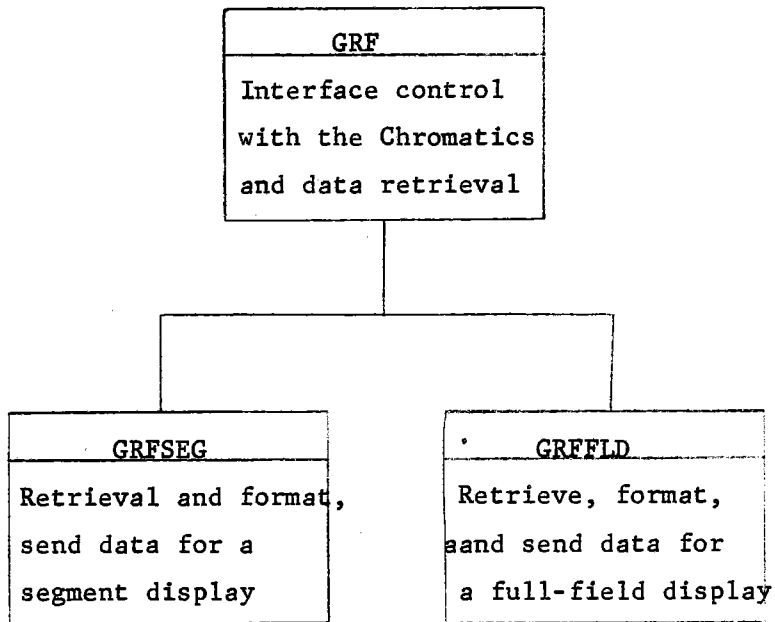 GRF
Interface control
with the Chromatics
and data retrieval
GRFSEG
Retrieval and format,
send data for a
segment display
GRFFLD
Retrieve, format,
aand send data for
a full-field display